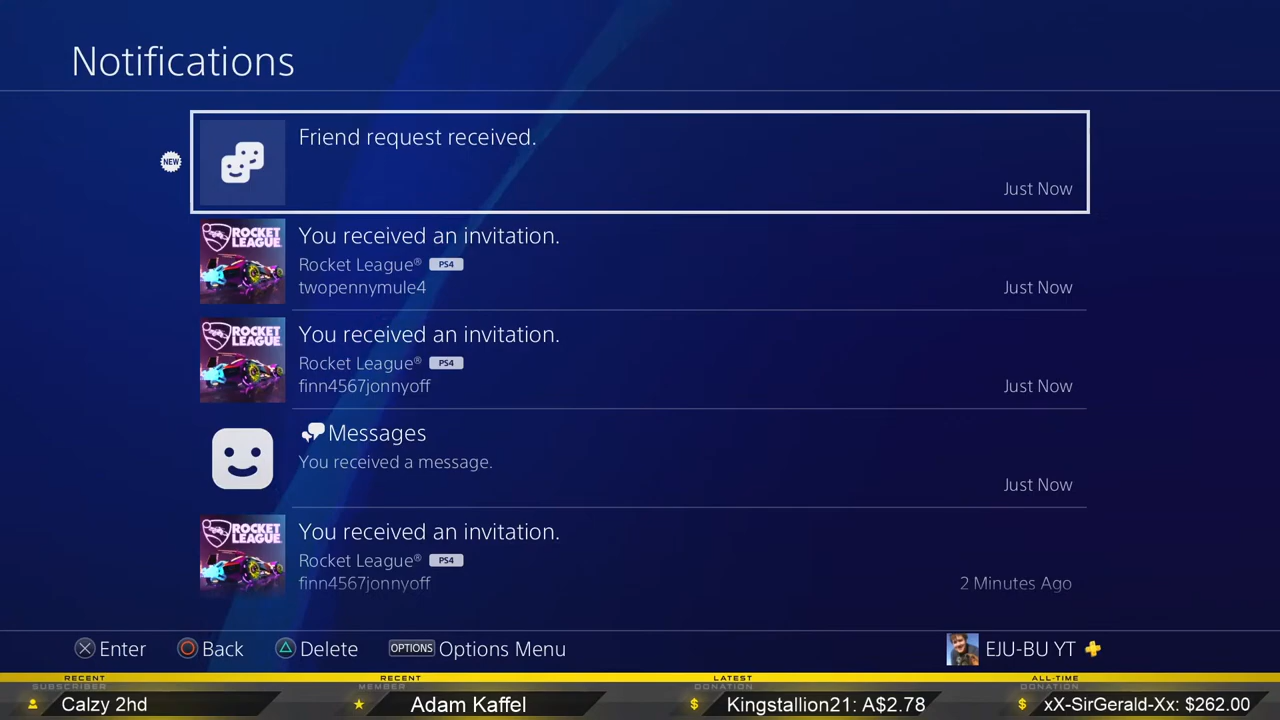 Notifications
Friend request received.
NEW
Just Now
ROCKET LEAGUE
You received an invitation.
Rocket League® PS4
twopennymule4
Just Now
ROCKET LEAGUE
You received an invitation.
Rocket League® PS4
finn4567jonnyoff
Just Now
Messages
You received a message.
Just Now
ROCKET LEAGUE
You received an invitation.
Rocket League® PS4
finn4567jonnyoff
2 Minutes Ago
Enter Back Delete OPTIONS Options Menu EJU-BU YT
RECENT SUBSCRIBER
Calzy 2hd
RECENT MEMBER
Adam Kaffel
LATEST DONATION
$ Kingstallion21: A$2.78
ALL-TIME DONATION
$ xX-SirGerald-Xx: $262.00